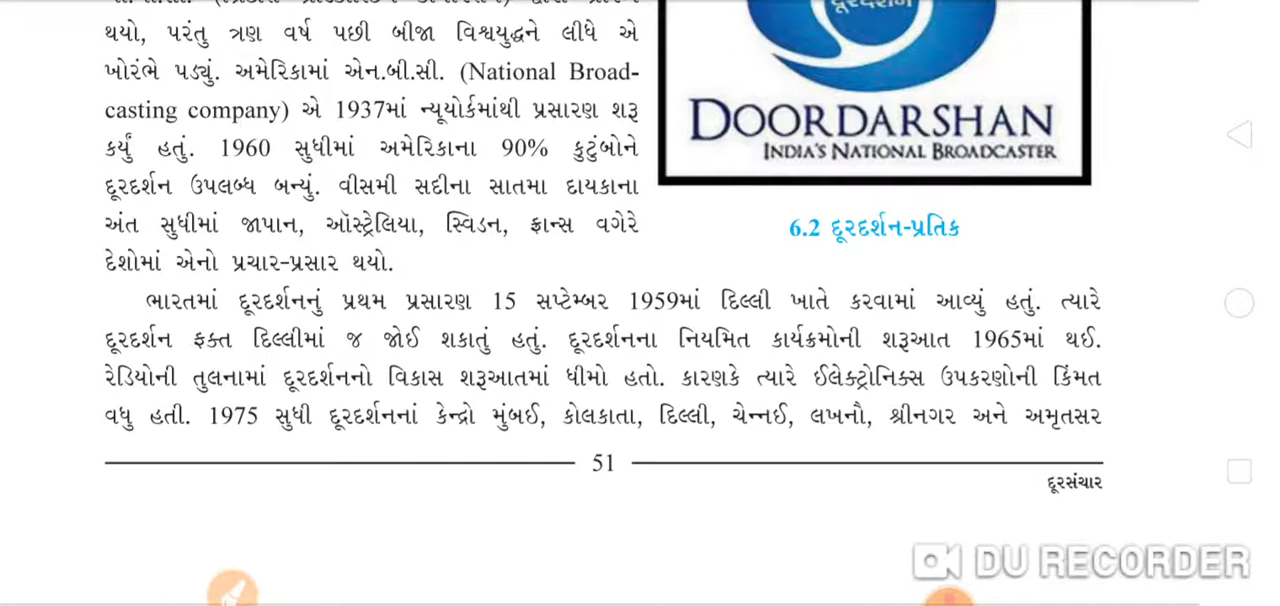 થયો, પરંતુ ત્રણ વર્ષ પછી બીજા વિશ્વયુદ્ધને લીધે એ
ખોરંભે પડ્યું. અમેરિકામાં એન.બી.સી. (National Broad-
casting company) એ 1937માં ન્યૂયોર્કમાંથી પ્રસારણ શરૂ
કર્યું હતું. 1960 સુધીમાં અમેરિકાના 90% કુટુંબોને
દૂરદર્શન ઉપલબ્ધ બન્યું. વીસમી સદીના સાતમા દાયકાના
અંત સુધીમાં જાપાન, ઑસ્ટ્રેલિયા, સ્વિડન, ફ્રાન્સ વગેરે
દેશોમાં એનો પ્રચાર-પ્રસાર થયો.
DOORDARSHAN
INDIA'S NATIONAL BROADCASTER
6.2 દૂરદર્શન-પ્રતિક
ભારતમાં દૂરદર્શનનું પ્રથમ પ્રસારણ 15 સપ્ટેમ્બર 1959માં દિલ્લી ખાતે કરવામાં આવ્યું હતું. ત્યારે
દૂરદર્શન ફક્ત દિલ્લીમાં જ જોઈ શકાતું હતું. દૂરદર્શનના નિયમિત કાર્યક્રમોની શરૂઆત 1965માં થઈ.
રેડિયોની તુલનામાં દૂરદર્શનનો વિકાસ શરૂઆતમાં ધીમો હતો. કારણકે ત્યારે ઈલેક્ટ્રોનિક્સ ઉપકરણોની કિંમત
વધુ હતી. 1975 સુધી દૂરદર્શનનાં કેન્દ્રો મુંબઈ, કોલકાતા, દિલ્લી, ચેન્નઈ, લખનૌ, શ્રીનગર અને અમૃતસર
51
દૂરસંચાર
DU RECORDER